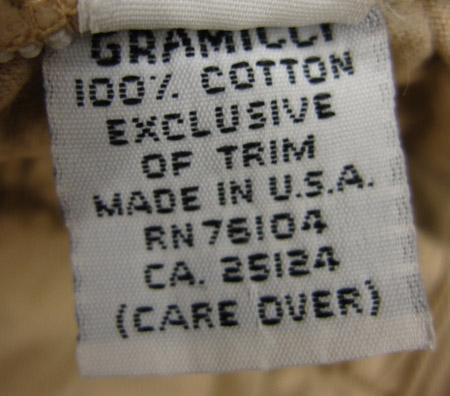 GRAMICCI
100% COTTON
EXCLUSIVE
OF TRIM
MADE IN U.S.A.
RN 76104
CA. 25124
(CARE OVER)